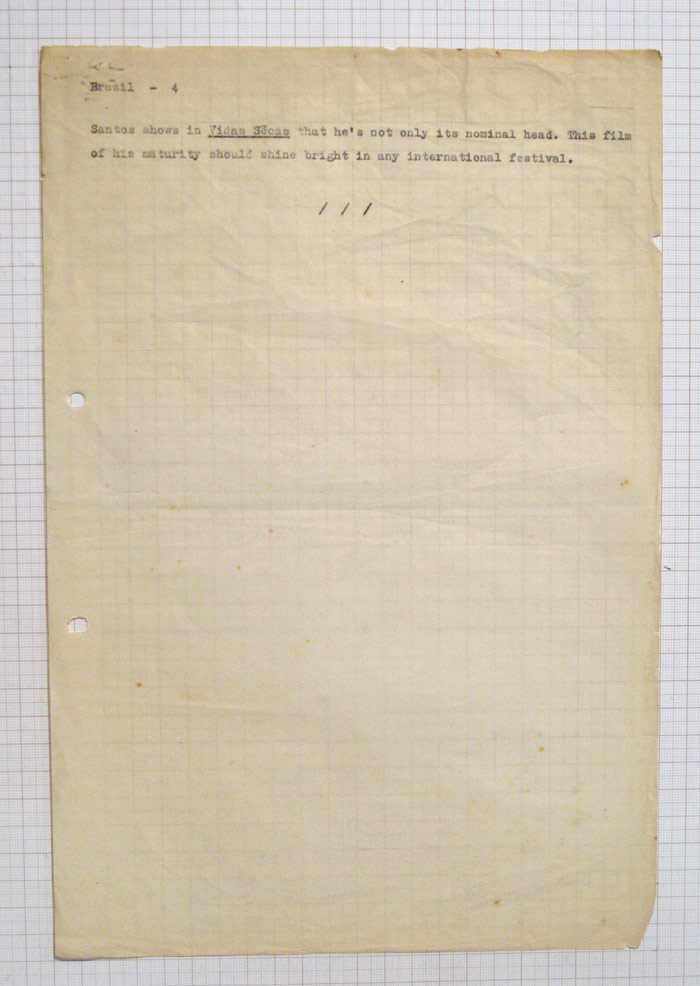 Brazil - 4
Santos shows in Vidas Sêcas that he's not only its nominal head. This film
of his maturity should shine bright in any international festival.
/ / /